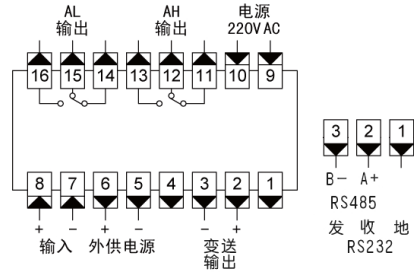 AL 输出
AH 输出
电源 220VAC
16 15 14 13 12 11 10 9
8 7 6 5 4 3 2 1
+ − + − − +
输入 外供电源 变送输出
3 2 1
B− A+
RS485
发 收 地
RS232